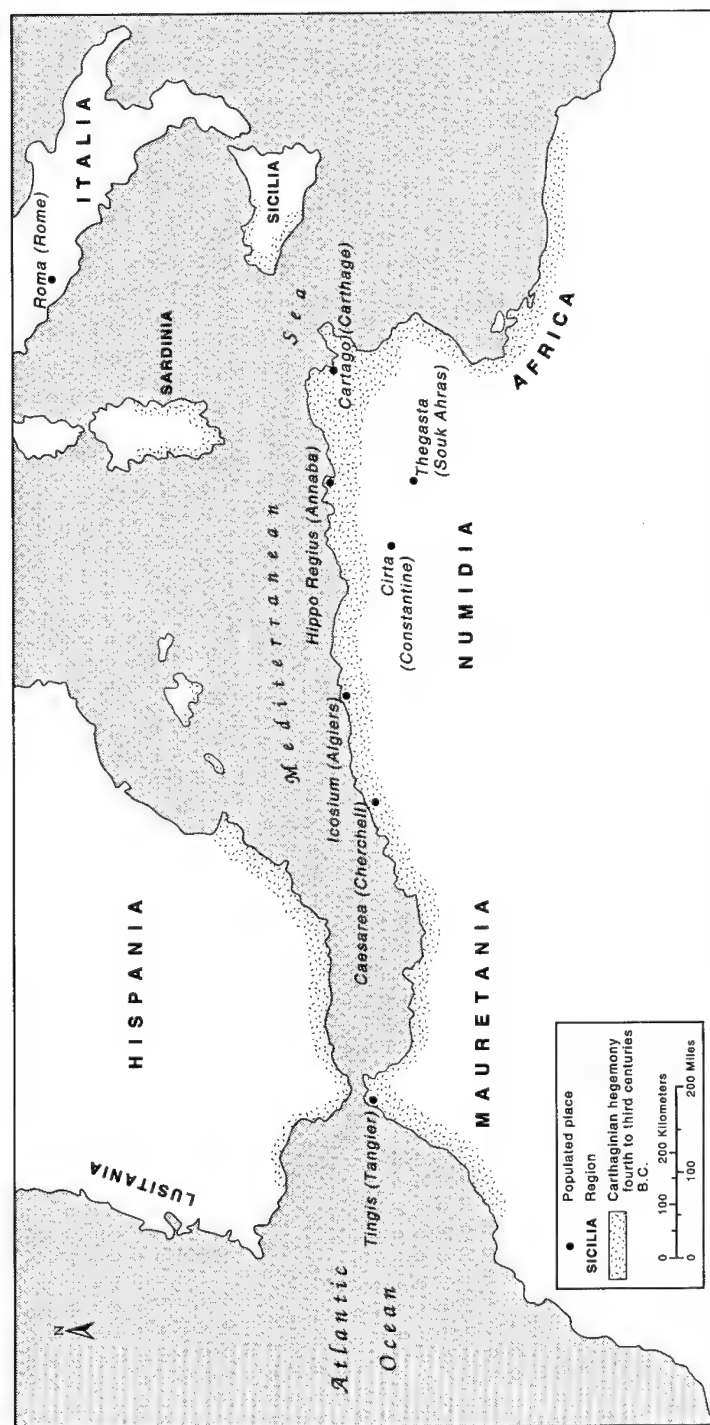 Roma (Rome)
ITALIA
SARDINIA
SICILIA
HISPANIA
LUSITANIA
Mediterranean
Sea
Hippo Regius (Annaba)
Cartago (Carthage)
Icosium (Algiers)
Caesarea (Cherchell)
Tingis (Tangier)
Thegasta
(Souk Ahras)
Cirta
(Constantine)
AFRICA
NUMIDIA
MAURETANIA
Atlantic
Ocean
N
Populated place
SICILIA Region
Carthaginian hegemony
fourth to third centuries
B.C.
0 100 200 Kilometers
0 100 200 Miles